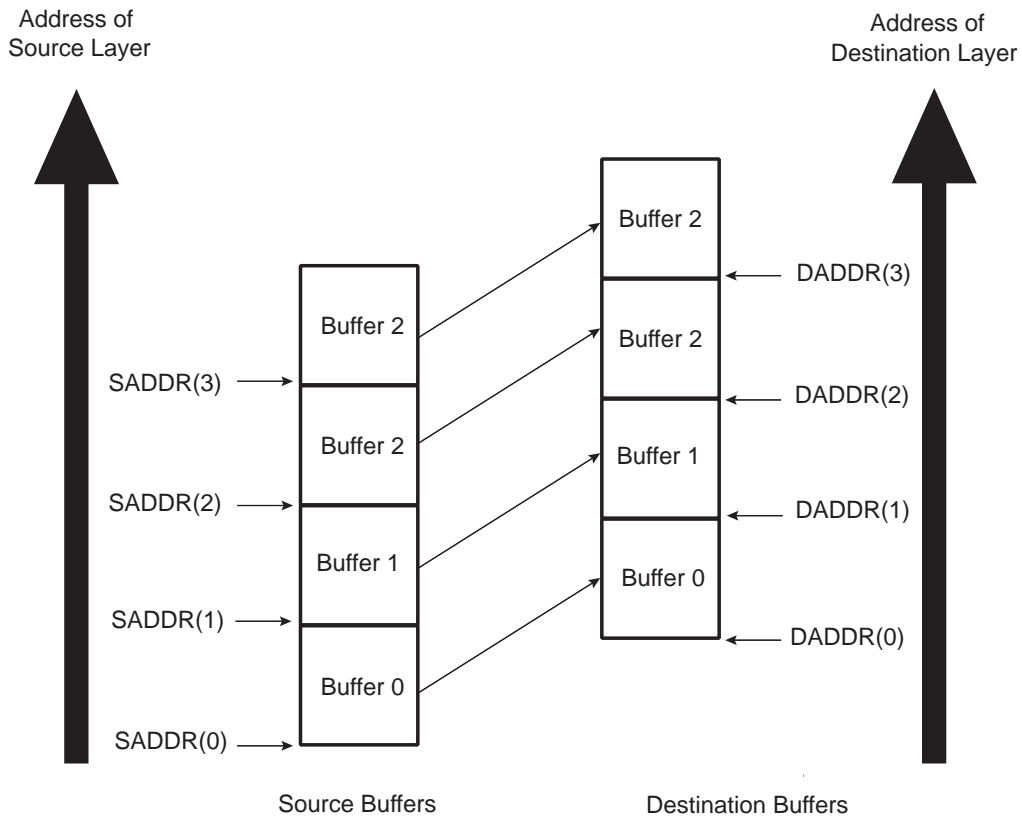 Address of
Source Layer
Address of
Destination Layer
Buffer 2
DADDR(3)
Buffer 2
Buffer 2
SADDR(3)
DADDR(2)
Buffer 2
Buffer 1
SADDR(2)
DADDR(1)
Buffer 1
Buffer 0
SADDR(1)
DADDR(0)
Buffer 0
SADDR(0)
Source Buffers
Destination Buffers